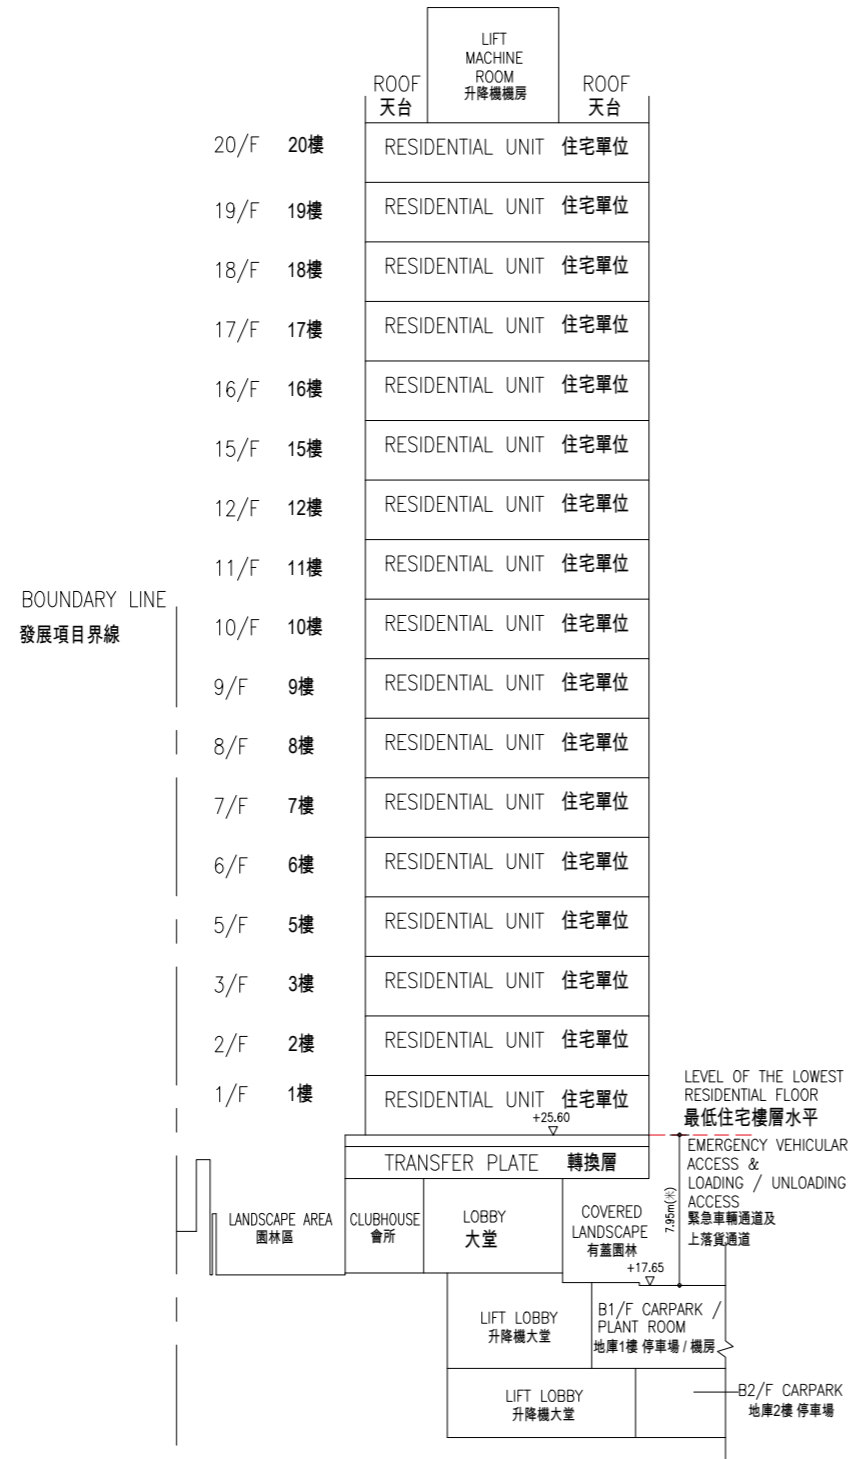 LIFT
MACHINE
ROOM
升降機機房
ROOF
天台
ROOF
天台
20/F 20樓 RESIDENTIAL UNIT 住宅單位
19/F 19樓 RESIDENTIAL UNIT 住宅單位
18/F 18樓 RESIDENTIAL UNIT 住宅單位
17/F 17樓 RESIDENTIAL UNIT 住宅單位
16/F 16樓 RESIDENTIAL UNIT 住宅單位
15/F 15樓 RESIDENTIAL UNIT 住宅單位
12/F 12樓 RESIDENTIAL UNIT 住宅單位
11/F 11樓 RESIDENTIAL UNIT 住宅單位
BOUNDARY LINE
發展項目界線
10/F 10樓 RESIDENTIAL UNIT 住宅單位
9/F 9樓 RESIDENTIAL UNIT 住宅單位
8/F 8樓 RESIDENTIAL UNIT 住宅單位
7/F 7樓 RESIDENTIAL UNIT 住宅單位
6/F 6樓 RESIDENTIAL UNIT 住宅單位
5/F 5樓 RESIDENTIAL UNIT 住宅單位
3/F 3樓 RESIDENTIAL UNIT 住宅單位
2/F 2樓 RESIDENTIAL UNIT 住宅單位
1/F 1樓 RESIDENTIAL UNIT 住宅單位
+25.60
LEVEL OF THE LOWEST
RESIDENTIAL FLOOR
最低住宅樓層水平
TRANSFER PLATE 轉換層
EMERGENCY VEHICULAR
ACCESS &
LOADING / UNLOADING
ACCESS
緊急車輛通道及
上落貨通道
7.95m(米)
LANDSCAPE AREA
園林區
CLUBHOUSE
會所
LOBBY
大堂
COVERED
LANDSCAPE
有蓋園林
+17.65
LIFT LOBBY
升降機大堂
B1/F CARPARK /
PLANT ROOM
地庫1樓 停車場 / 機房
LIFT LOBBY
升降機大堂
B2/F CARPARK
地庫2樓 停車場